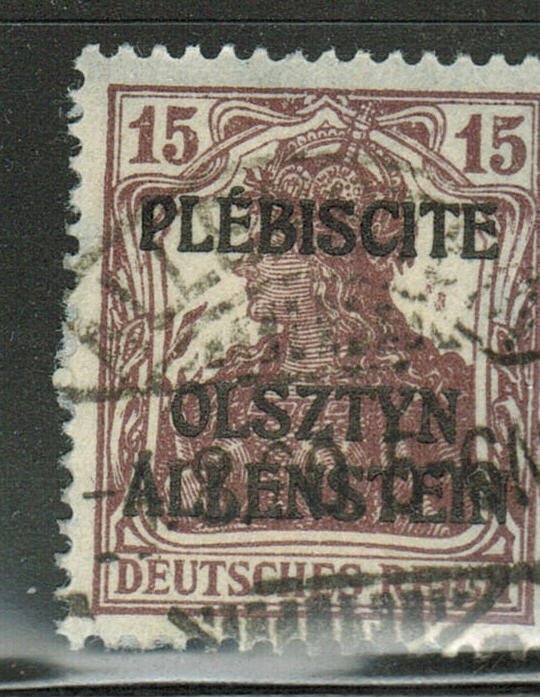 15 15
PLÉBISCITE
OLSZTYN
ALLENSTEIN
DEUTSCHES REICH